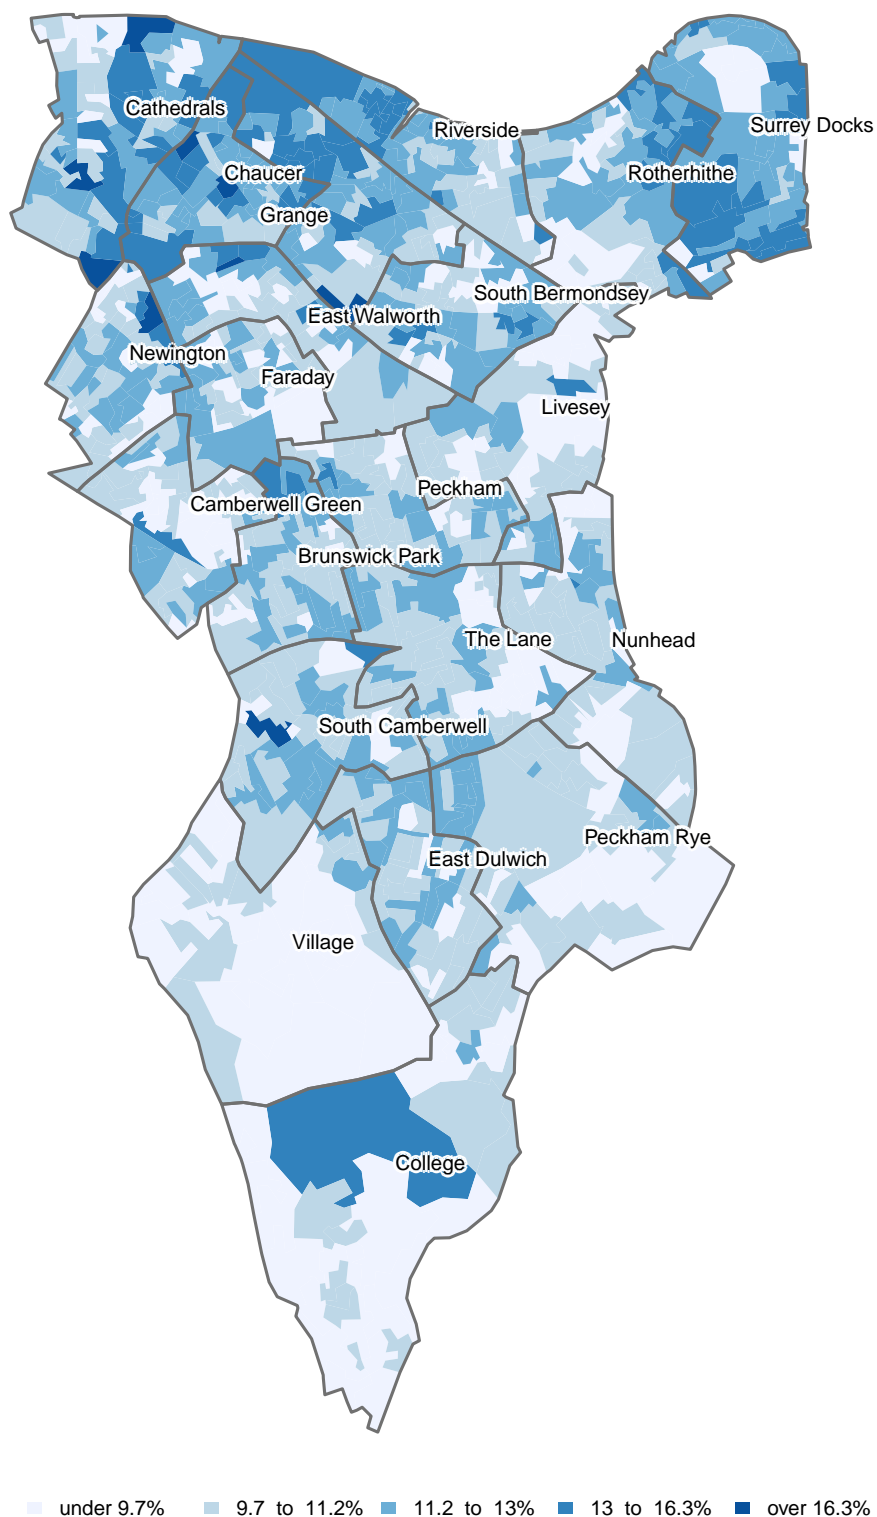 Cathedrals
Riverside
Surrey Docks
Chaucer
Rotherhithe
Grange
South Bermondsey
East Walworth
Newington
Faraday
Livesey
Peckham
Camberwell Green
Brunswick Park
The Lane
Nunhead
South Camberwell
Peckham Rye
East Dulwich
Village
College
under 9.7% 9.7 to 11.2% 11.2 to 13% 13 to 16.3% over 16.3%